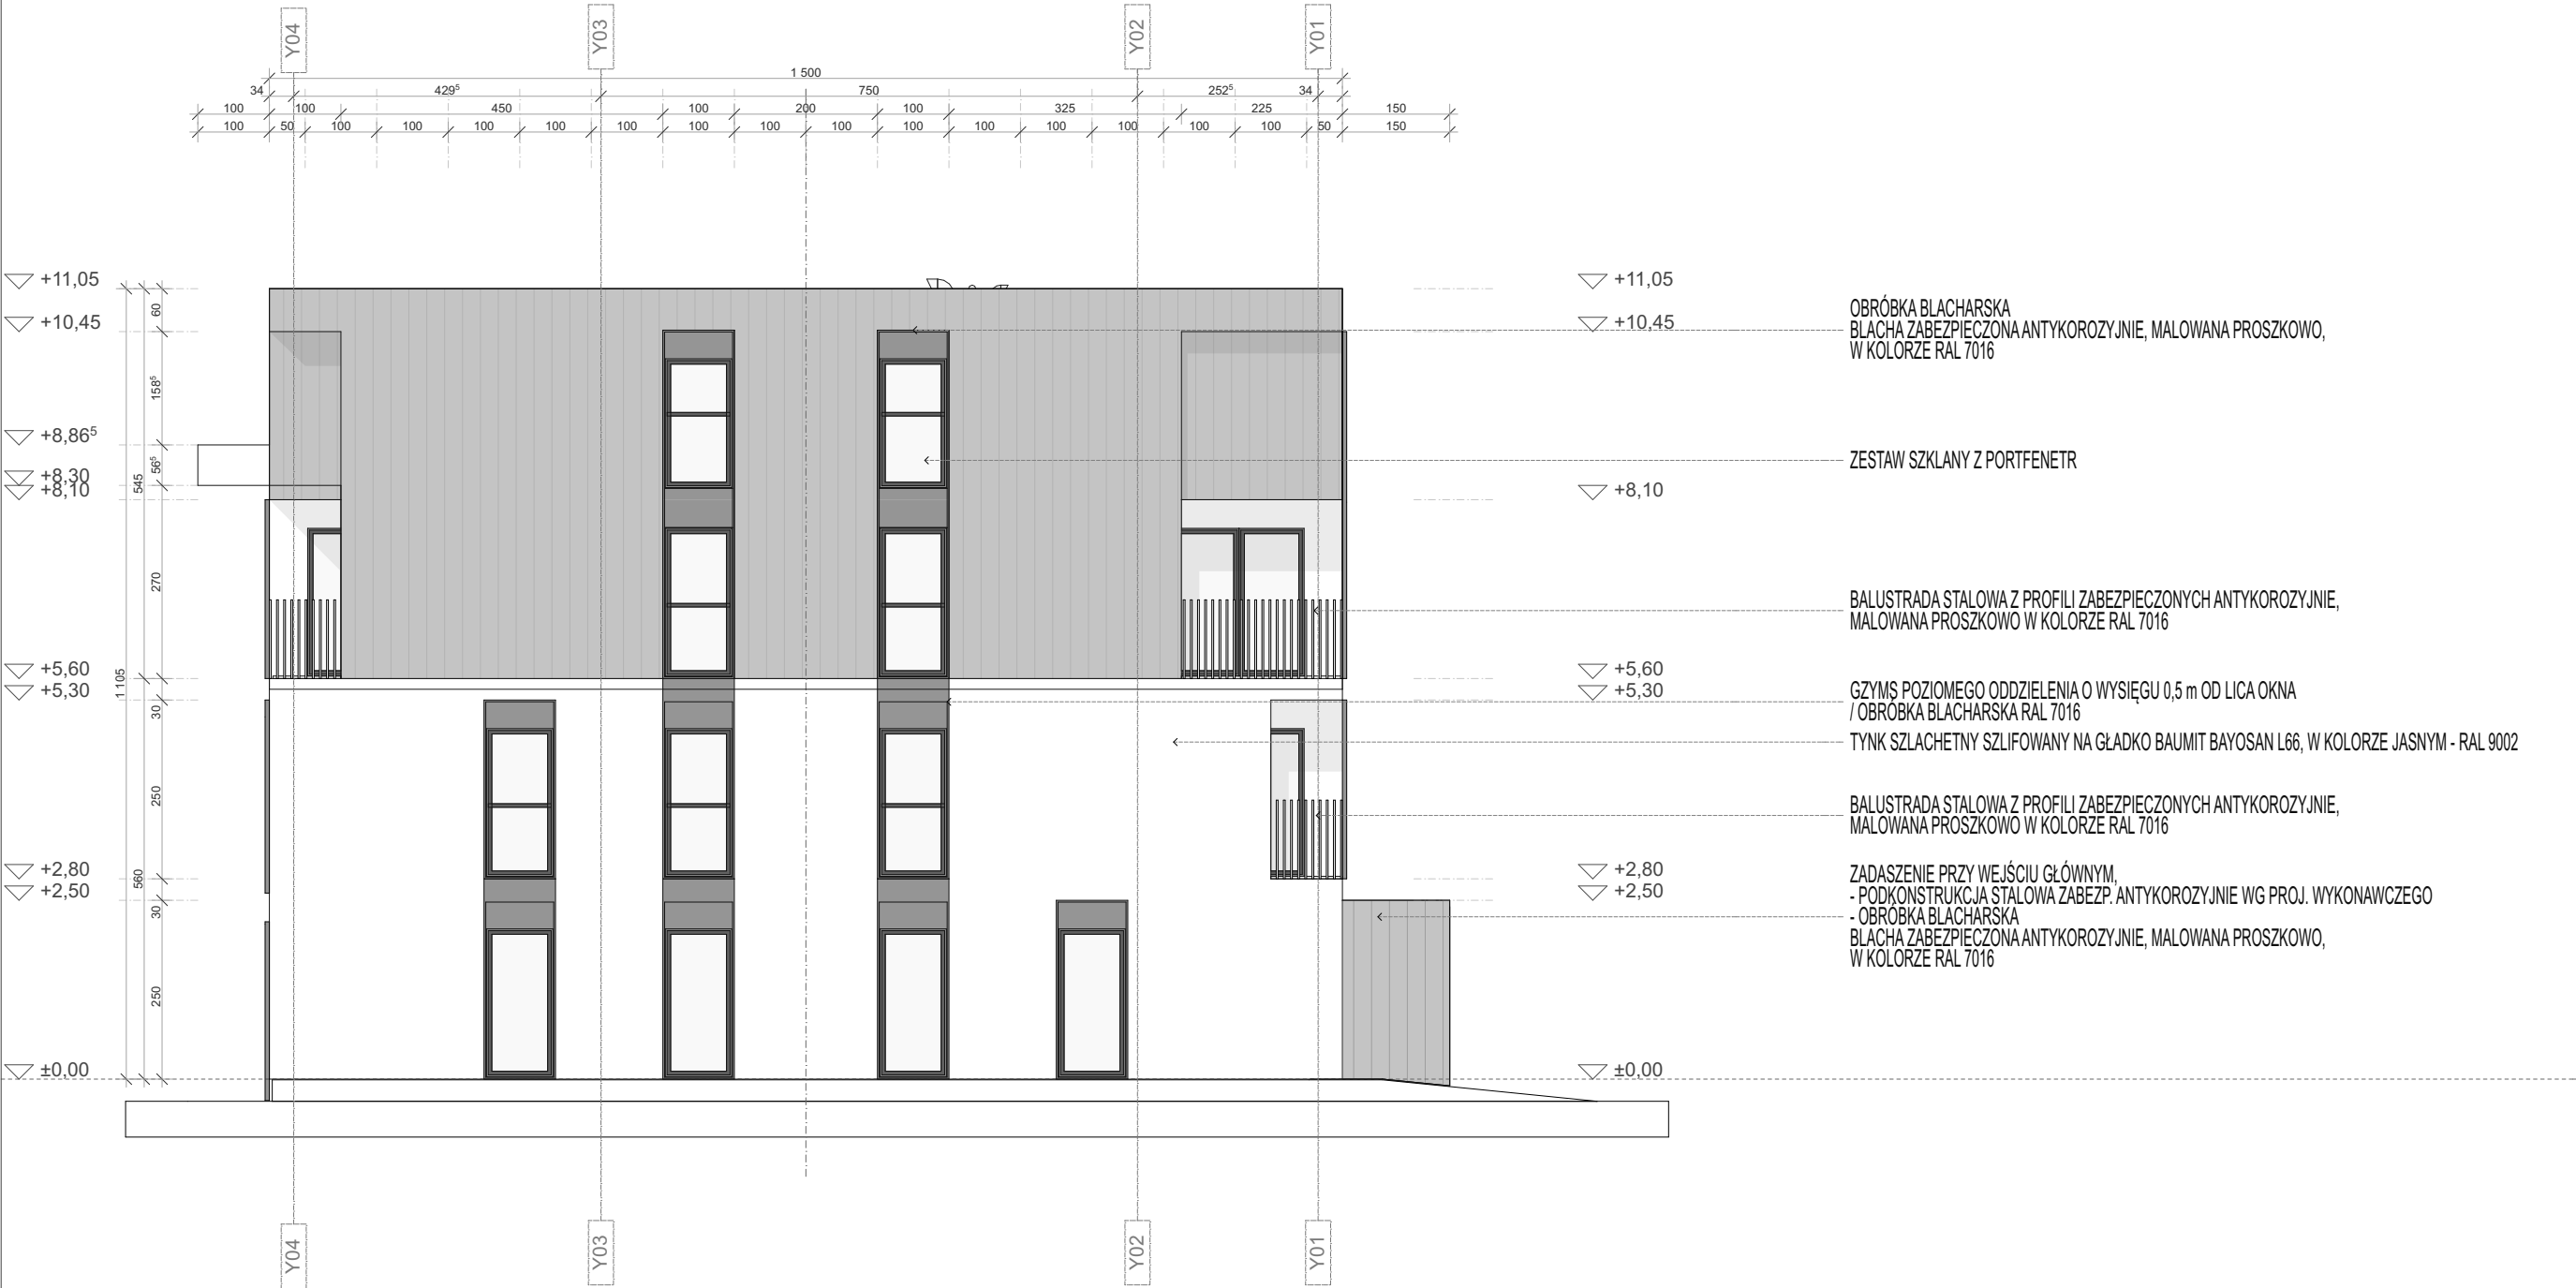 Y04
Y03
Y02
Y01
1 500
34
429⁵
750
252⁵
34
100
100
450
100
200
100
325
225
150
100
50
100
100
100
100
100
100
100
100
100
100
100
100
100
100
50
150
+11,05
+10,45
+8,86⁵
+8,30
+8,10
+5,60
+5,30
+2,80
+2,50
±0,00
60
158⁵
56⁵
270
30
250
30
250
545
560
1 105
+11,05
+10,45
+8,10
+5,60
+5,30
+2,80
+2,50
±0,00
OBRÓBKA BLACHARSKA
BLACHA ZABEZPIECZONA ANTYKOROZYJNIE, MALOWANA PROSZKOWO,
W KOLORZE RAL 7016
ZESTAW SZKLANY Z PORTFENETR
BALUSTRADA STALOWA Z PROFILI ZABEZPIECZONYCH ANTYKOROZYJNIE,
MALOWANA PROSZKOWO W KOLORZE RAL 7016
GZYMS POZIOMEGO ODDZIELENIA O WYSIĘGU 0,5 m OD LICA OKNA
/ OBRÓBKA BLACHARSKA RAL 7016
TYNK SZLACHETNY SZLIFOWANY NA GŁADKO BAUMIT BAYOSAN L66, W KOLORZE JASNYM - RAL 9002
BALUSTRADA STALOWA Z PROFILI ZABEZPIECZONYCH ANTYKOROZYJNIE,
MALOWANA PROSZKOWO W KOLORZE RAL 7016
ZADASZENIE PRZY WEJŚCIU GŁÓWNYM,
- PODKONSTRUKCJA STALOWA ZABEZP. ANTYKOROZYJNIE WG PROJ. WYKONAWCZEGO
- OBRÓBKA BLACHARSKA
BLACHA ZABEZPIECZONA ANTYKOROZYJNIE, MALOWANA PROSZKOWO,
W KOLORZE RAL 7016
Y04
Y03
Y02
Y01